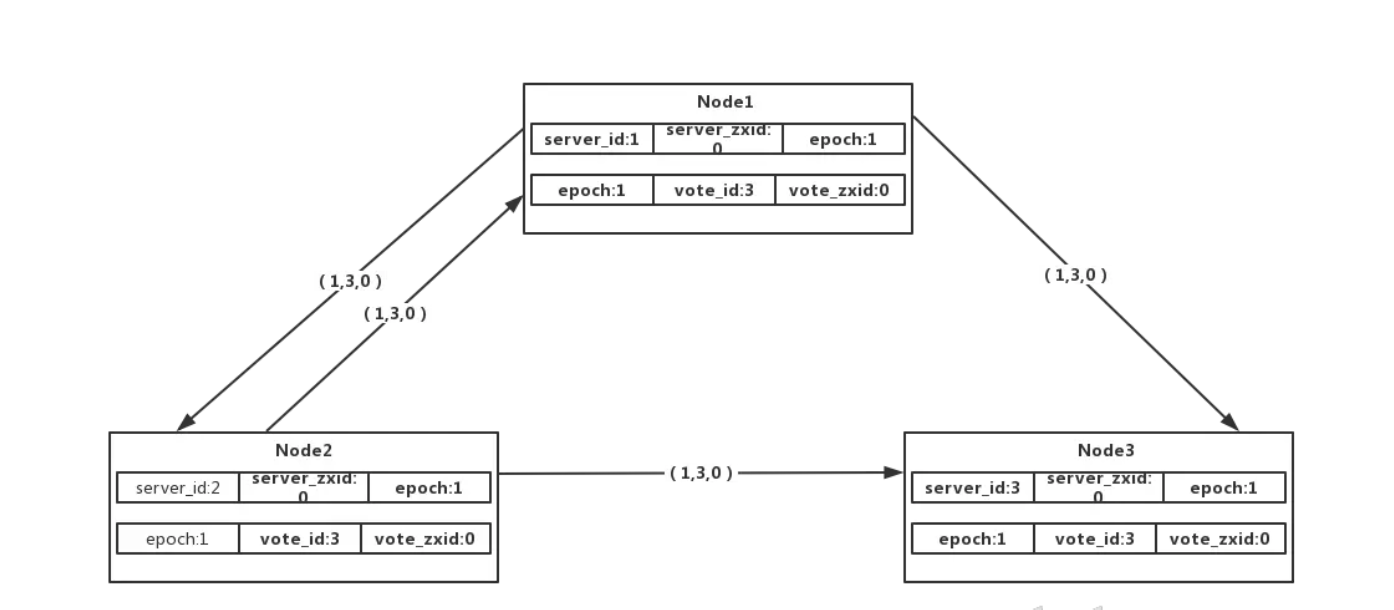 Node1
server_id:1
server_zxid:
0
epoch:1
epoch:1
vote_id:3
vote_zxid:0
( 1,3,0 )
( 1,3,0 )
( 1,3,0 )
Node2
server_id:2
server_zxid:
0
epoch:1
epoch:1
vote_id:3
vote_zxid:0
( 1,3,0 )
Node3
server_id:3
server_zxid:
0
epoch:1
epoch:1
vote_id:3
vote_zxid:0